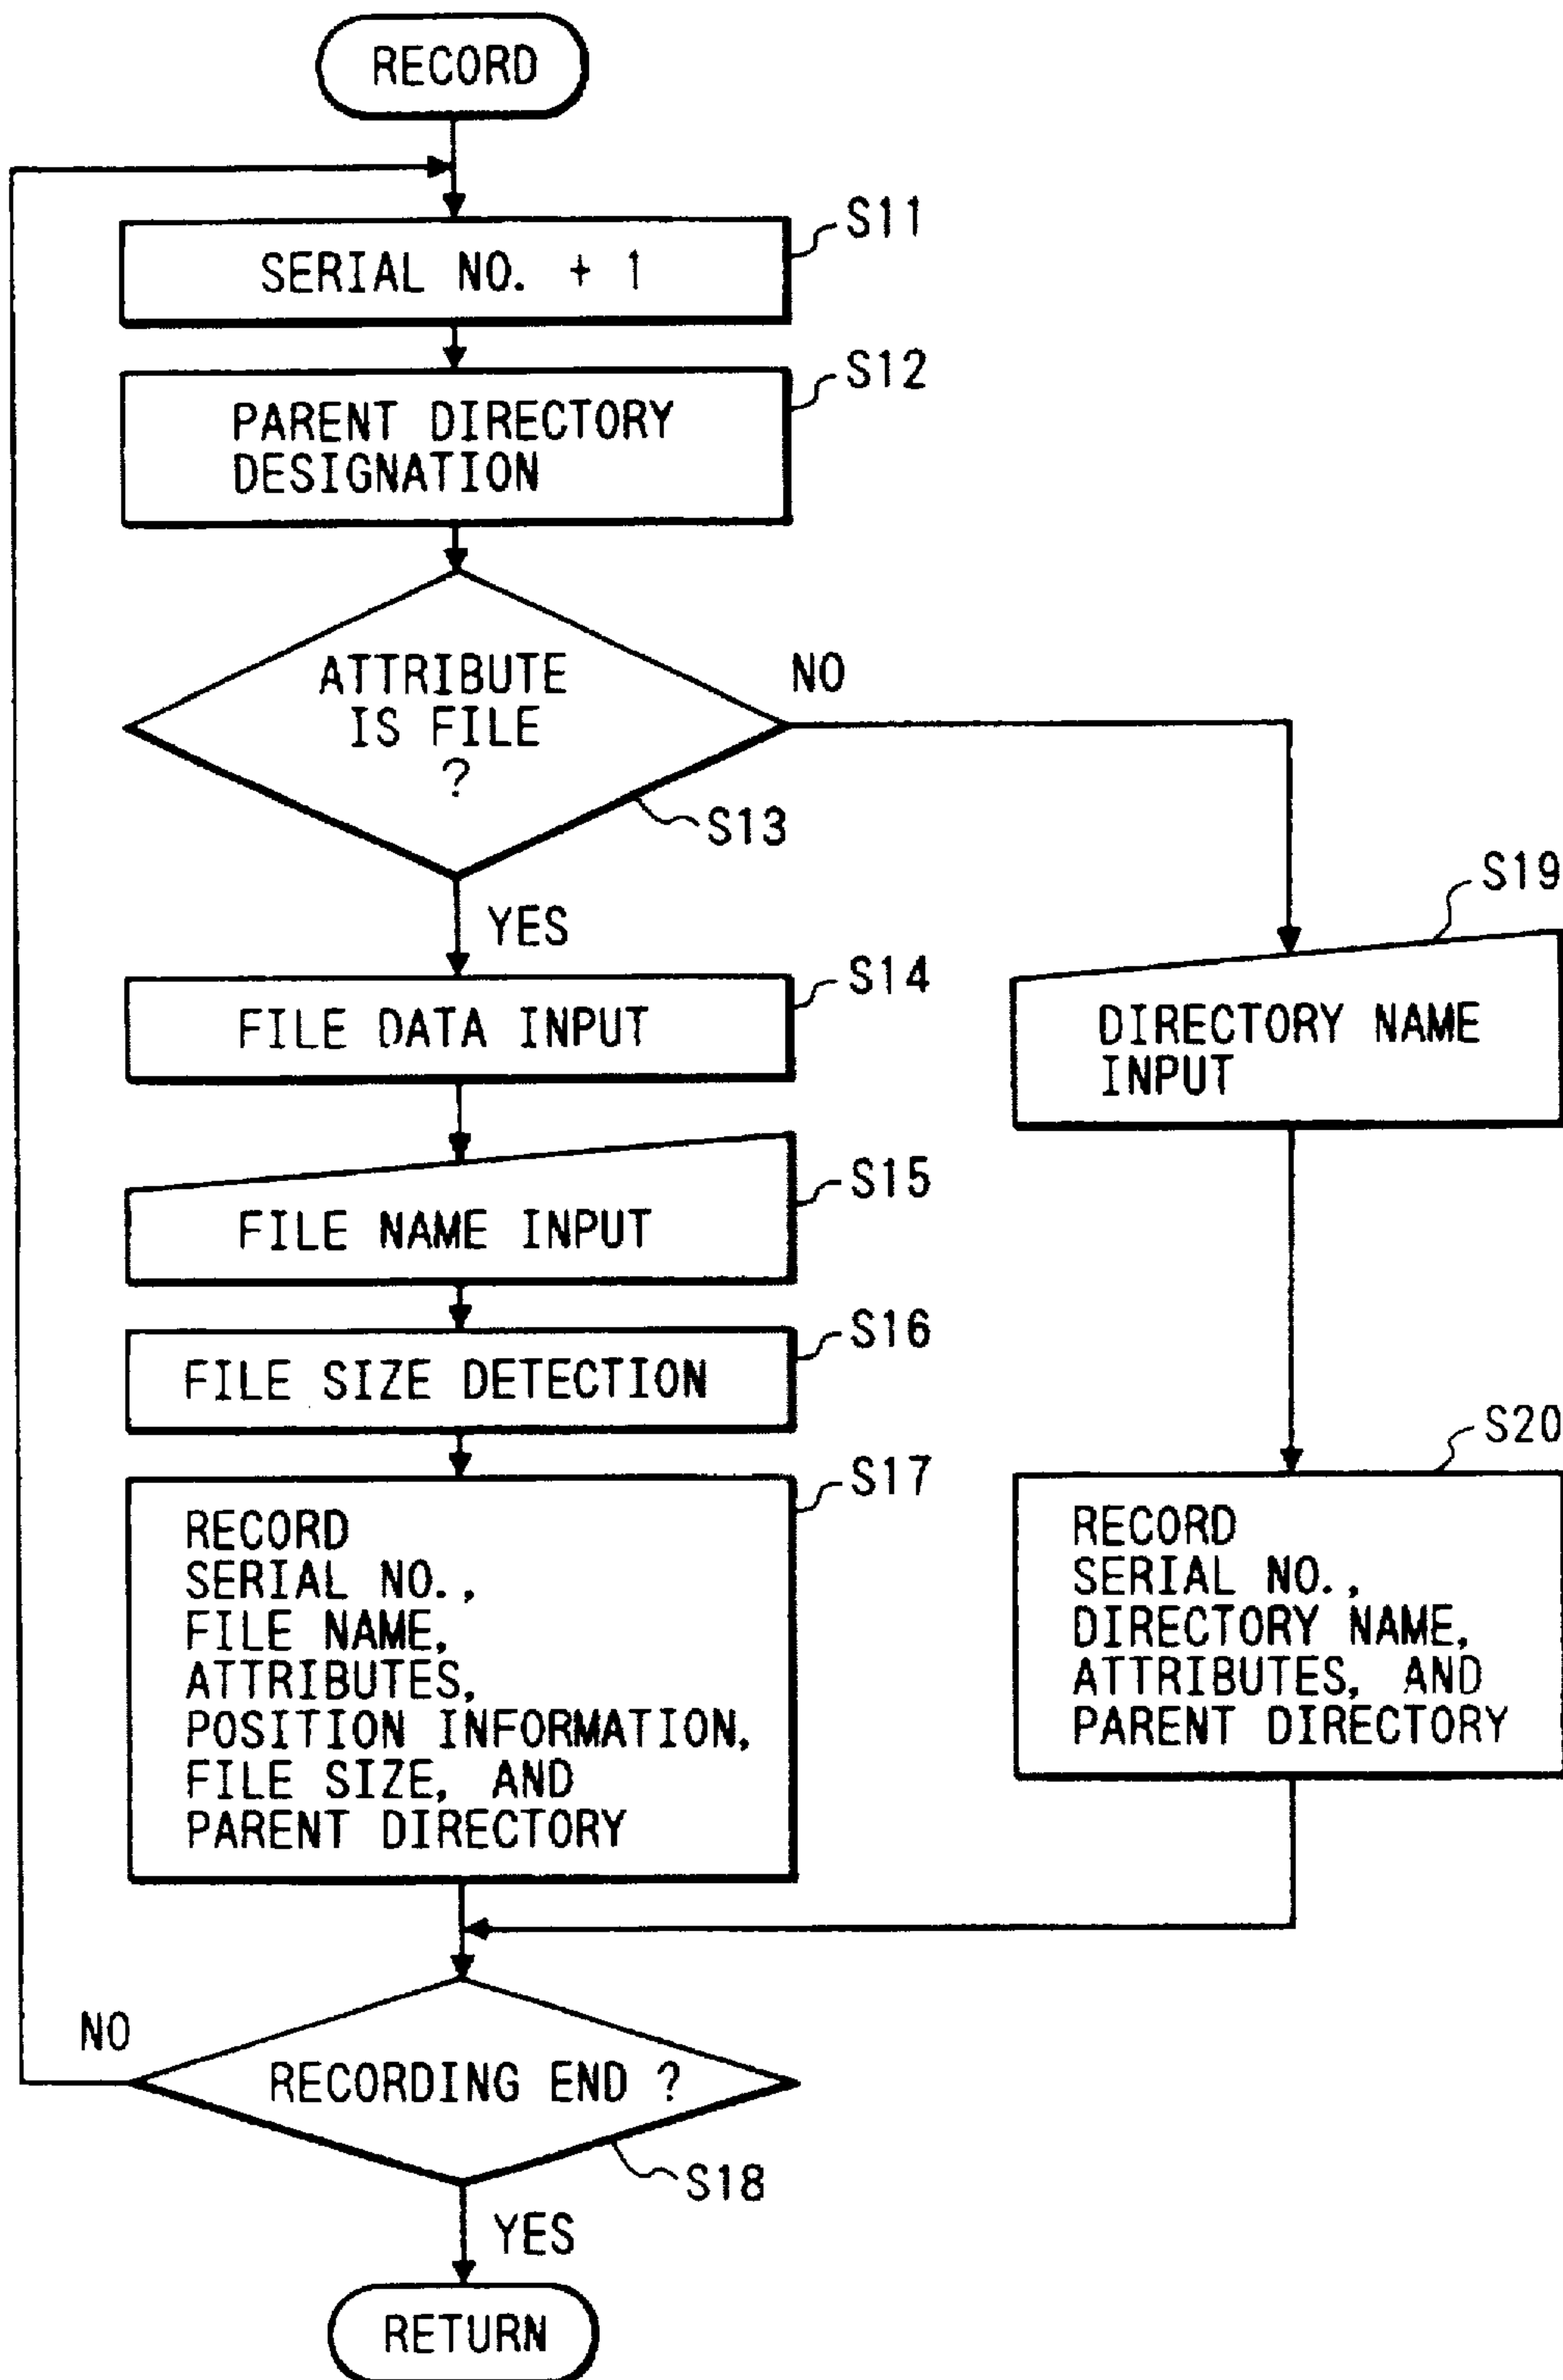 RECORD
S11
SERIAL NO. + 1
S12
PARENT DIRECTORY
DESIGNATION
ATTRIBUTE
IS FILE
?
NO
S13
YES
S14
FILE DATA INPUT
S15
FILE NAME INPUT
S16
FILE SIZE DETECTION
S17
RECORD
SERIAL NO.,
FILE NAME,
ATTRIBUTES,
POSITION INFORMATION,
FILE SIZE, AND
PARENT DIRECTORY
S19
DIRECTORY NAME
INPUT
S20
RECORD
SERIAL NO.,
DIRECTORY NAME,
ATTRIBUTES, AND
PARENT DIRECTORY
NO
RECORDING END ?
S18
YES
RETURN